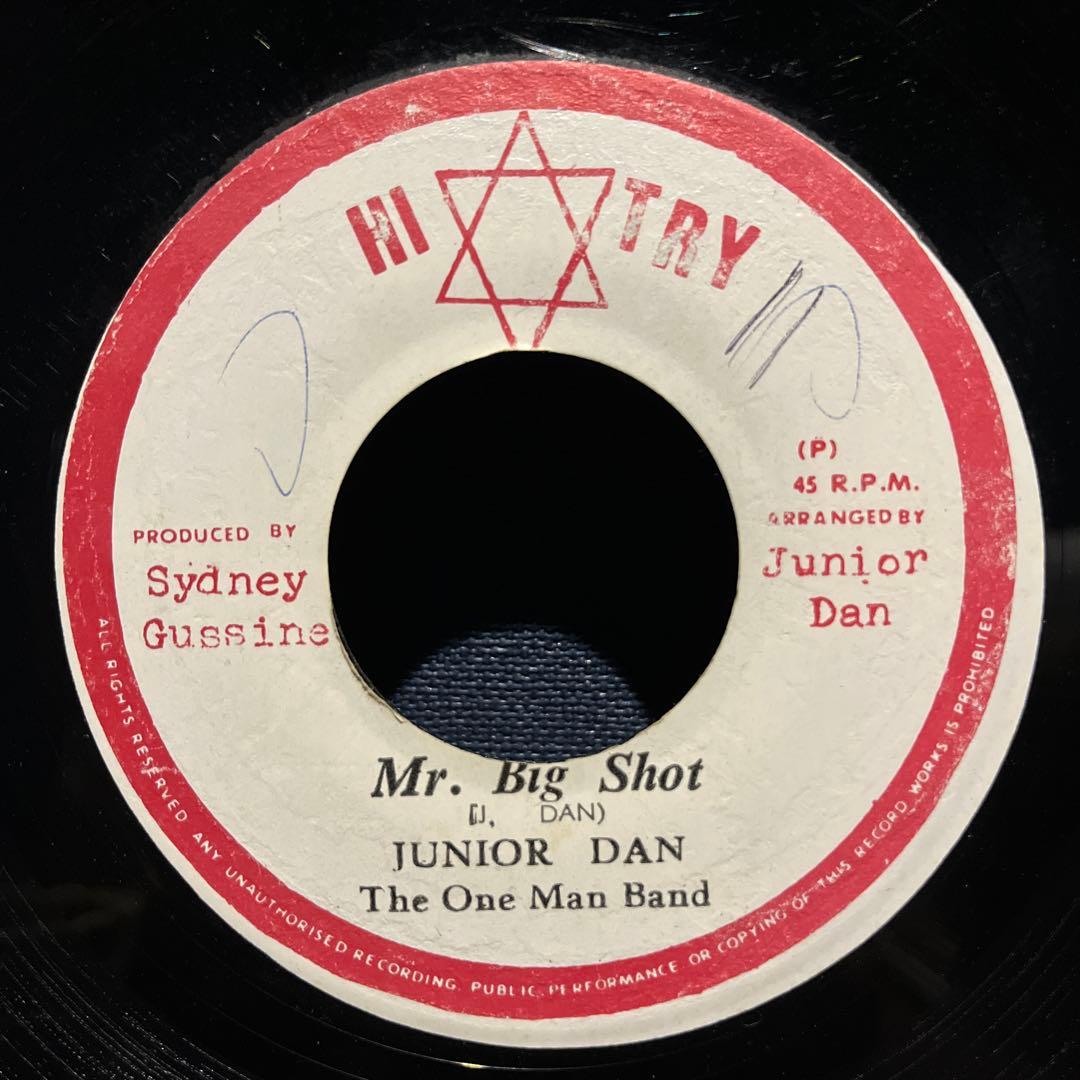 HI TRY
(P)
45 R.P.M.
PRODUCED BY
Sydney
Gussine
ARRANGED BY
Junior
Dan
Mr. Big Shot
(J, DAN)
JUNIOR DAN
The One Man Band
ALL RIGHTS RESERVED ANY UNAUTHORISED RECORDING. PUBLIC. PERFORMANCE OR COPYING OF THIS RECORD WORKS IS PROHIBITED